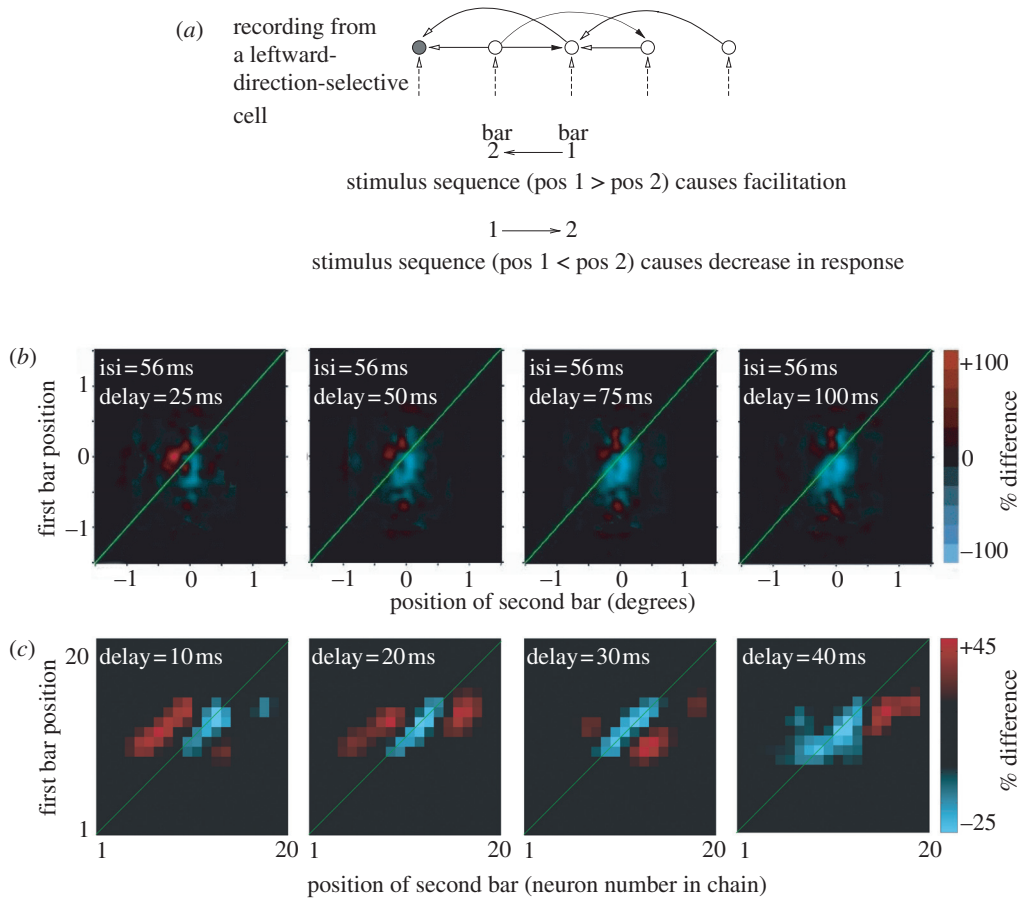 (a) recording from
a leftward-
direction-selective
cell
bar bar
2 1
stimulus sequence (pos 1 > pos 2) causes facilitation
1 2
stimulus sequence (pos 1 < pos 2) causes decrease in response
(b)
isi = 56 ms
delay = 25 ms
isi = 56 ms
delay = 50 ms
isi = 56 ms
delay = 75 ms
isi = 56 ms
delay = 100 ms
first bar position
1
0
−1
−1 0 1
−1 0 1
−1 0 1
−1 0 1
position of second bar (degrees)
+100
0
−100
% difference
(c)
delay = 10 ms
delay = 20 ms
delay = 30 ms
delay = 40 ms
first bar position
20
1
1 20
1 20
1 20
1 20
position of second bar (neuron number in chain)
+45
−25
% difference